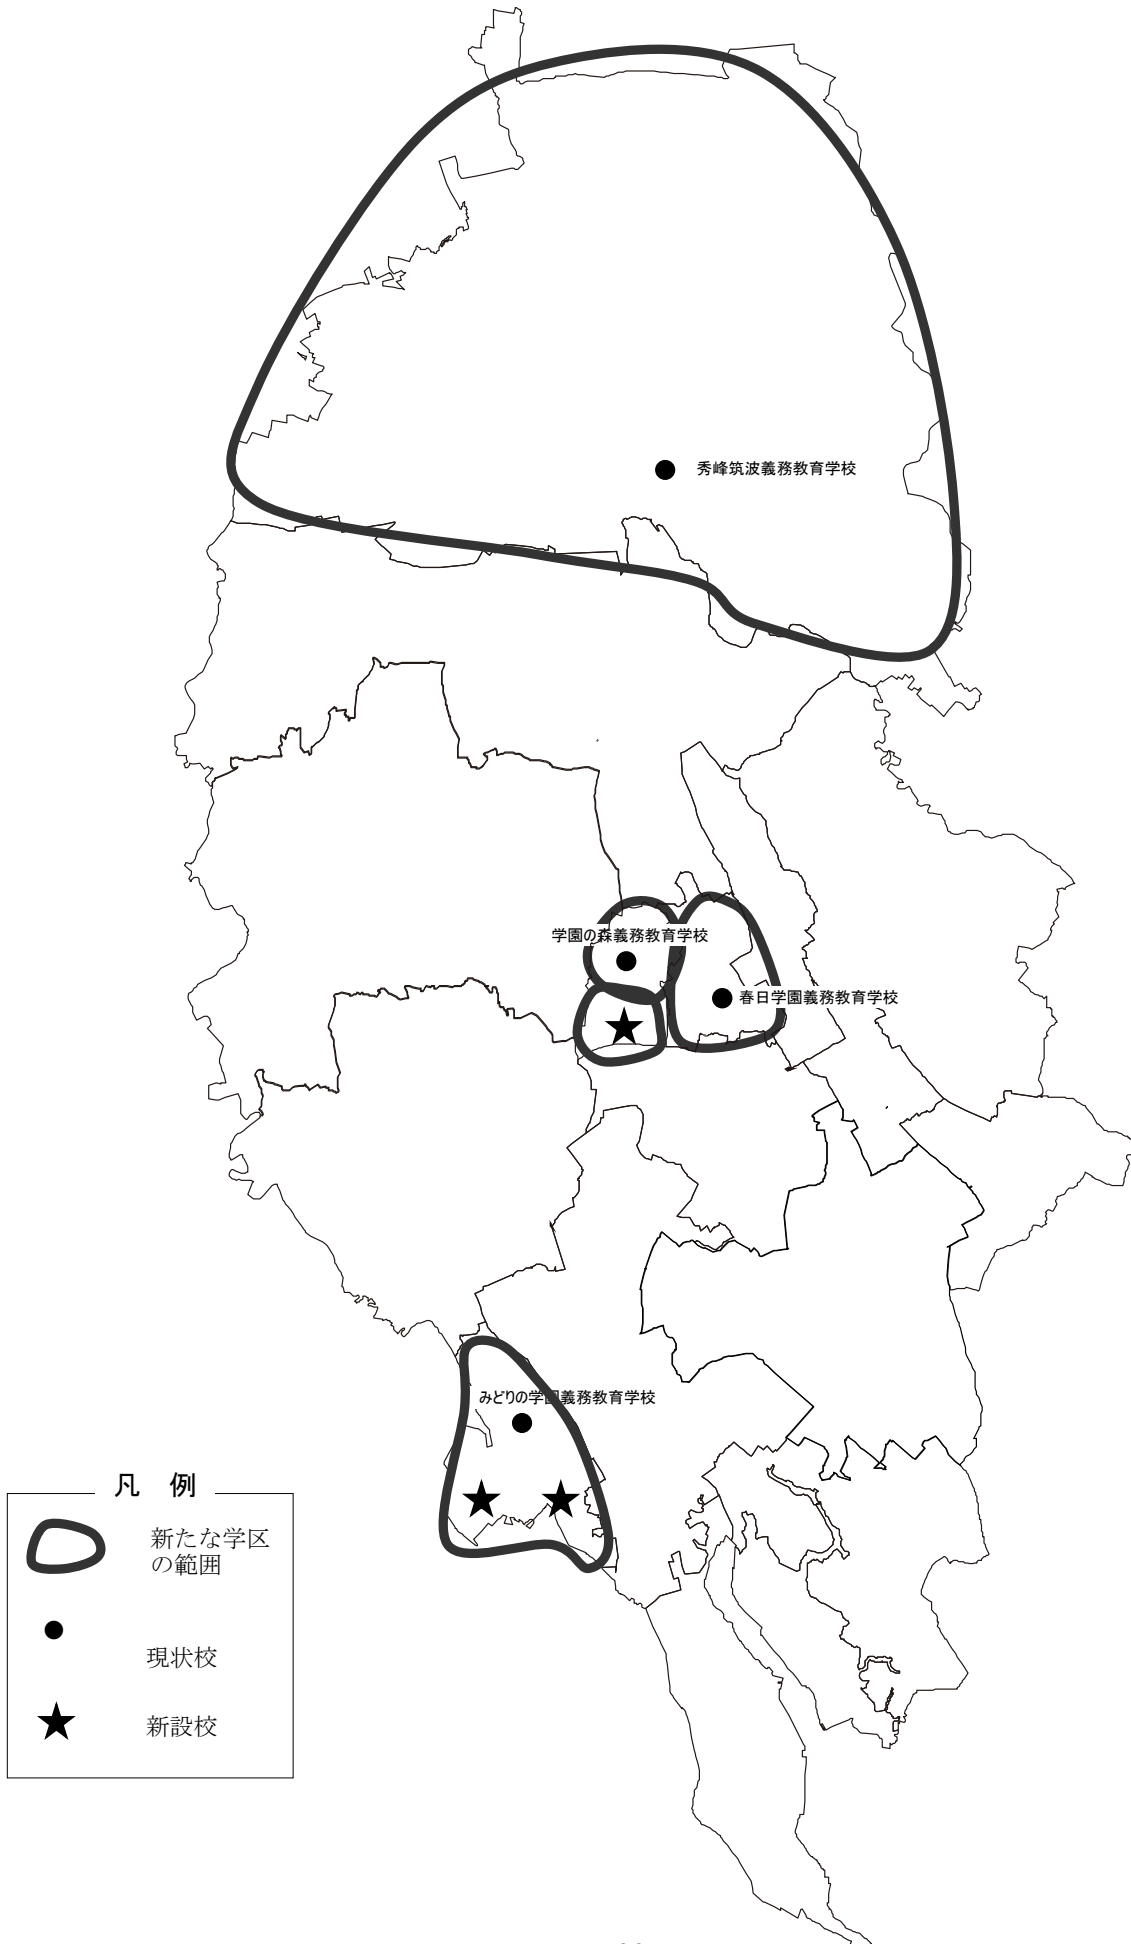 秀峰筑波義務教育学校
学園の森義務教育学校
春日学園義務教育学校
みどりの学園義務教育学校
凡 例
新たな学区
の範囲
現状校
新設校